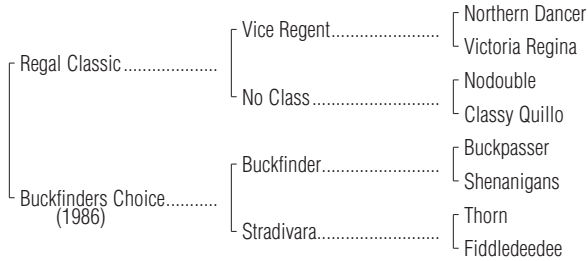 Northern Dancer
Vice Regent
Victoria Regina
Regal Classic
Nodouble
No Class
Classy Quillo
Buckpasser
Buckfinder
Shenanigans
Buckfinders Choice
(1986)
Thorn
Stradivara
Fiddledeedee